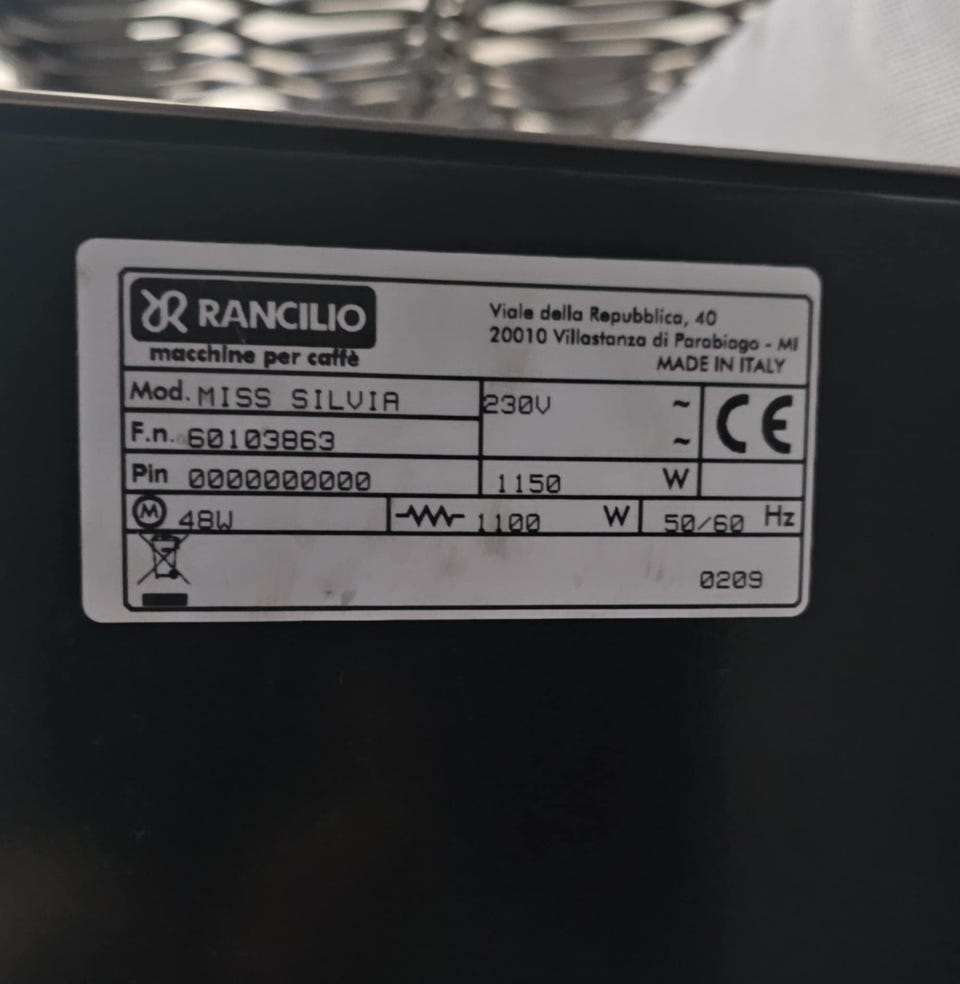 RANCILIO
macchine per caffè
Viale della Repubblica, 40
20010 Villastanza di Parabiago - MI
MADE IN ITALY
Mod. MISS SILVIA
230V ~
~
CE
F.n. 60103863
Pin 0000000000
1150 W
M 48W
1100 W
50/60 Hz
0209